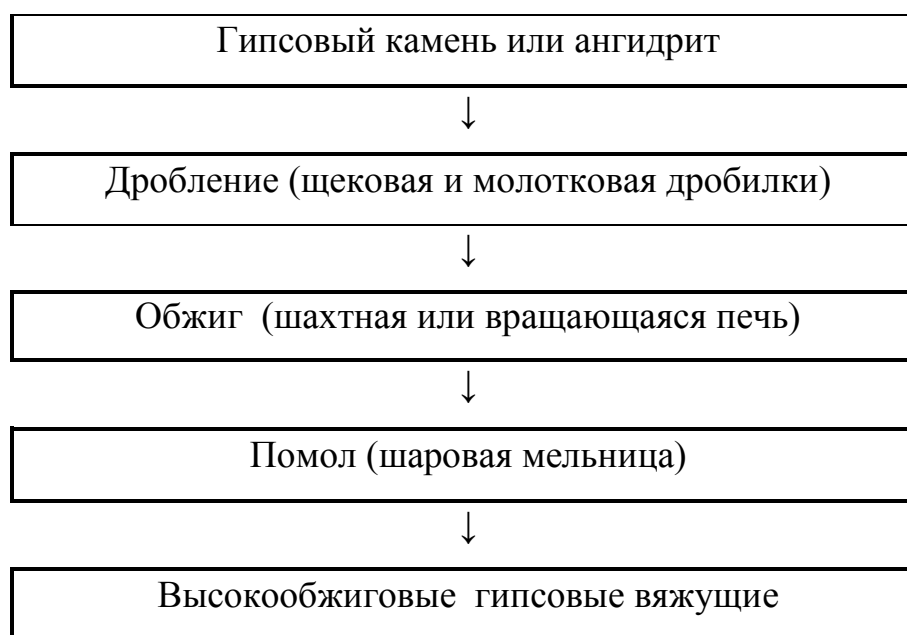 Гипсовый камень или ангидрит
↓
Дробление (щековая и молотковая дробилки)
↓
Обжиг (шахтная или вращающаяся печь)
↓
Помол (шаровая мельница)
↓
Высокообжиговые гипсовые вяжущие